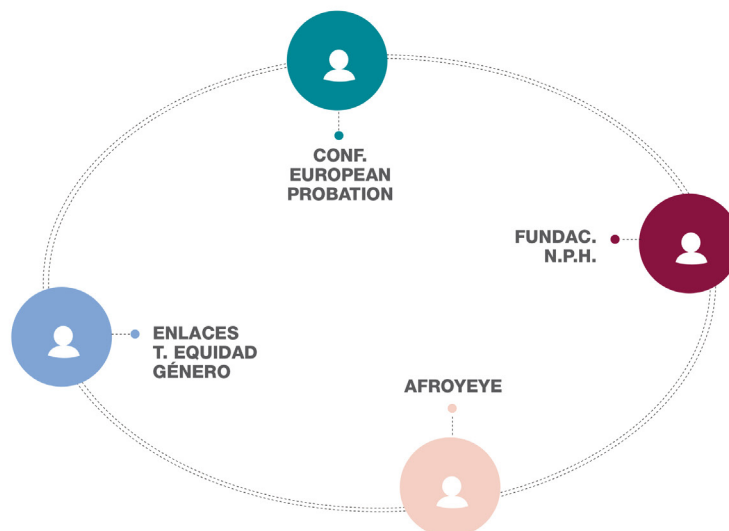 CONF.
EUROPEAN
PROBATION
FUNDAC.
N.P.H.
ENLACES
T. EQUIDAD
GÉNERO
AFROYEYE